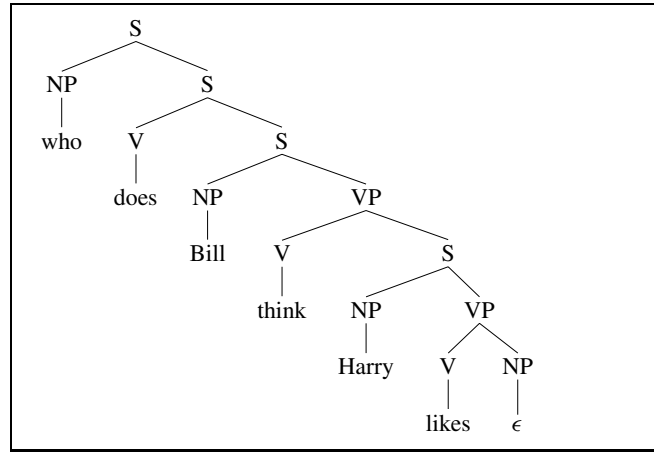 S
NP S
who V S
does NP VP
Bill V S
think NP VP
Harry V NP
likes ϵ